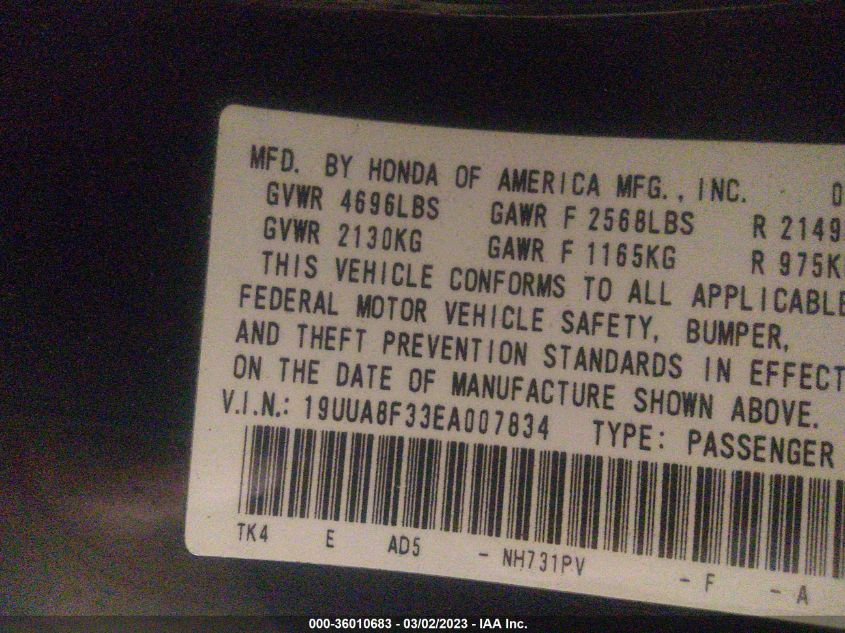 MFD. BY HONDA OF AMERICA MFG., INC. 0
GVWR 4696LBS GAWR F 2568LBS R 2149
GVWR 2130KG GAWR F 1165KG R 975K
THIS VEHICLE CONFORMS TO ALL APPLICABLE
FEDERAL MOTOR VEHICLE SAFETY, BUMPER,
AND THEFT PREVENTION STANDARDS IN EFFECT
ON THE DATE OF MANUFACTURE SHOWN ABOVE.
V.I.N.: 19UUA8F33EA007834 TYPE: PASSENGER
TK4 E AD5 - NH731PV - F - A
000-36010683 - 03/02/2023 - IAA Inc.